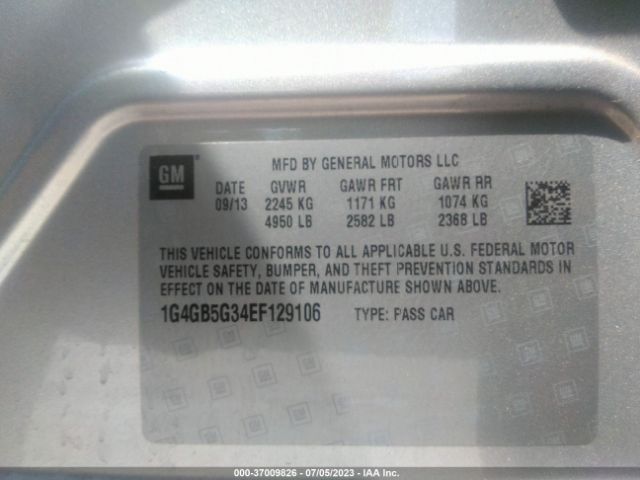 GM
MFD BY GENERAL MOTORS LLC
DATE GVWR GAWR FRT GAWR RR
09/13 2245 KG 1171 KG 1074 KG
4950 LB 2582 LB 2368 LB
THIS VEHICLE CONFORMS TO ALL APPLICABLE U.S. FEDERAL MOTOR
VEHICLE SAFETY, BUMPER, AND THEFT PREVENTION STANDARDS IN
EFFECT ON THE DATE OF MANUFACTURE SHOWN ABOVE.
1G4GB5G34EF129106 TYPE: PASS CAR
000-37009826 - 07/05/2023 - IAA Inc.